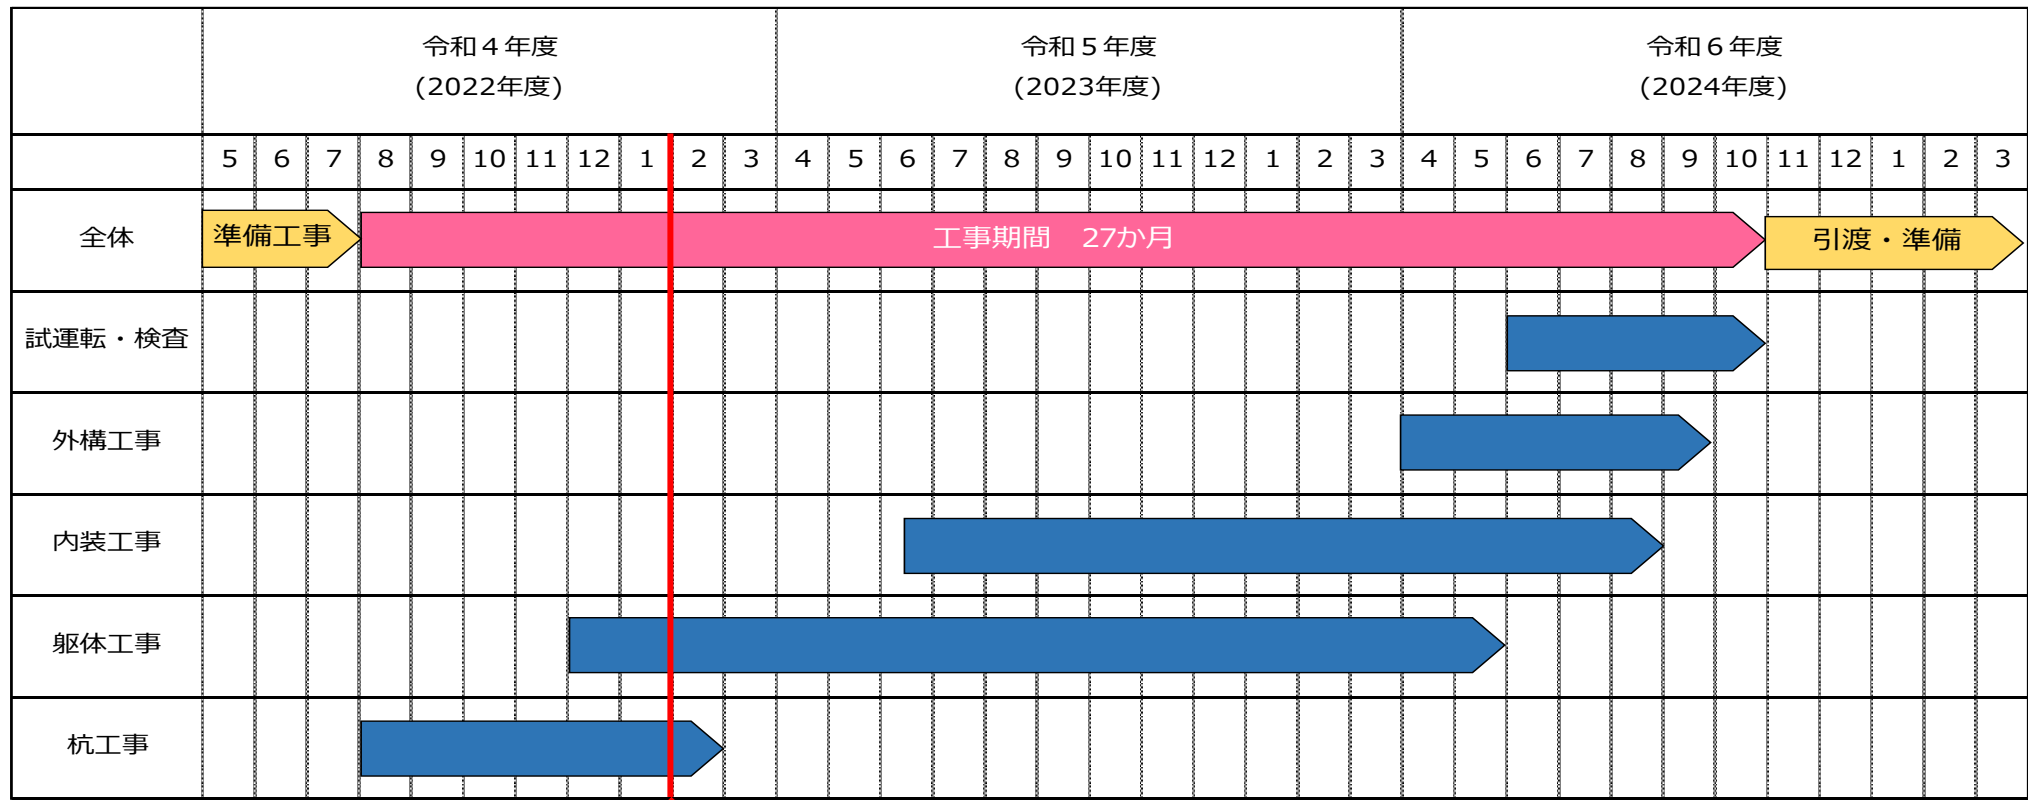 令和４年度
(2022年度)
令和５年度
(2023年度)
令和６年度
(2024年度)
5 6 7 8 9 10 11 12 1 2 3 4 5 6 7 8 9 10 11 12 1 2 3 4 5 6 7 8 9 10 11 12 1 2 3
全体 準備工事 工事期間　27か月 引渡・準備
試運転・検査
外構工事
内装工事
躯体工事
杭工事